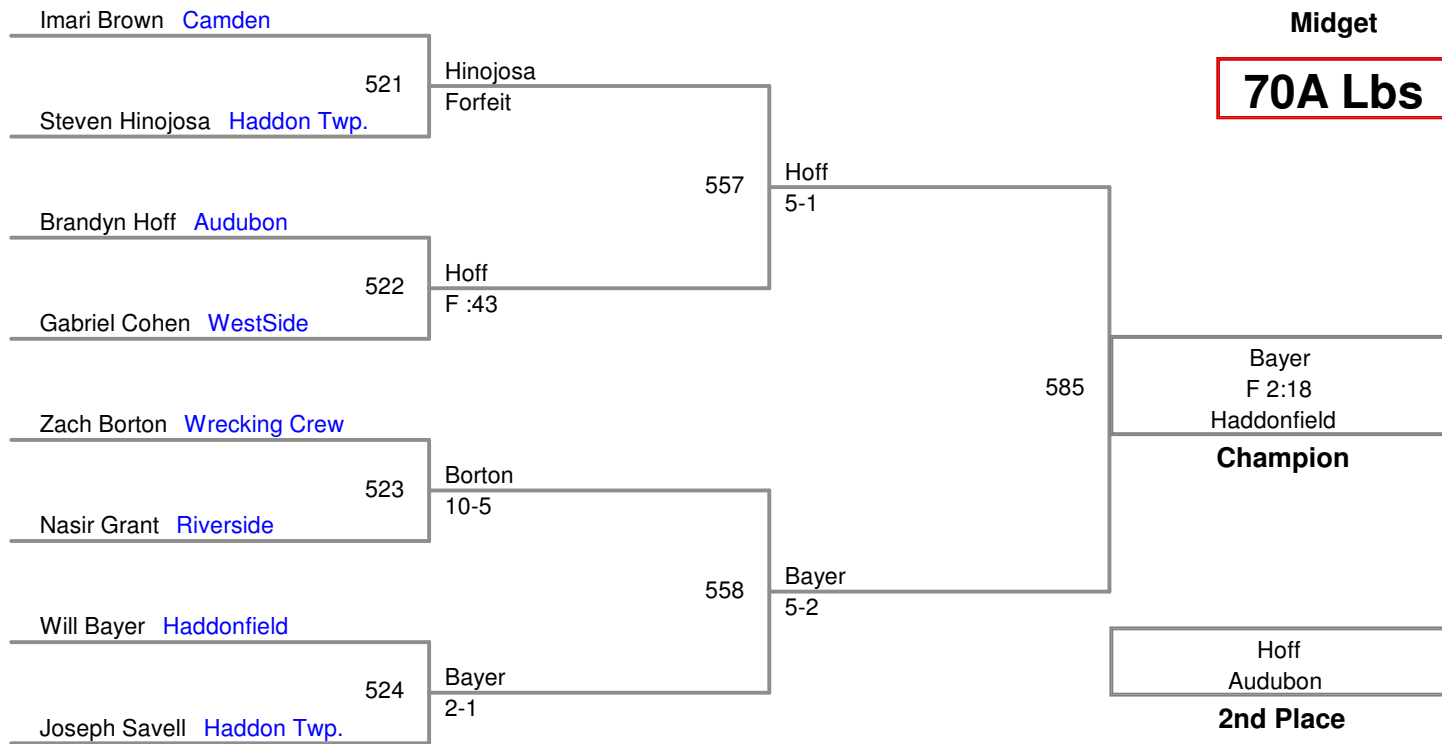 Imari Brown Camden
Midget
521
Hinojosa
Forfeit
70A Lbs
Steven Hinojosa Haddon Twp.
557
Hoff
5-1
Brandyn Hoff Audubon
522
Hoff
F :43
Gabriel Cohen WestSide
585
Bayer
F 2:18
Haddonfield
Champion
Zach Borton Wrecking Crew
523
Borton
10-5
Nasir Grant Riverside
558
Bayer
5-2
Will Bayer Haddonfield
524
Bayer
2-1
Hoff
Audubon
2nd Place
Joseph Savell Haddon Twp.